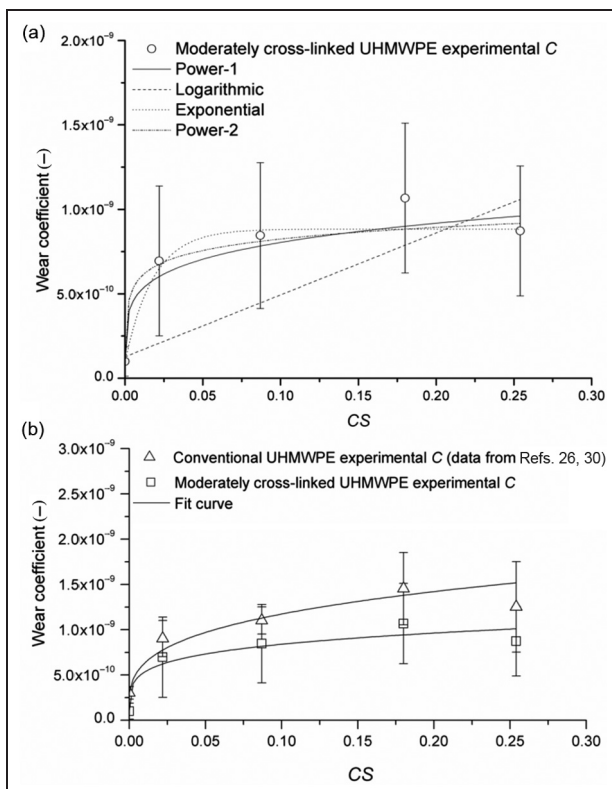 (a)
2.0x10⁻⁹
1.5x10⁻⁹
1.0x10⁻⁹
5.0x10⁻¹⁰
0.0
Wear coefficient (–)
Moderately cross-linked UHMWPE experimental C
Power-1
Logarithmic
Exponential
Power-2
0.00 0.05 0.10 0.15 0.20 0.25 0.30
CS
(b)
3.0x10⁻⁹
2.5x10⁻⁹
2.0x10⁻⁹
1.5x10⁻⁹
1.0x10⁻⁹
5.0x10⁻¹⁰
0.0
Wear coefficient (–)
Conventional UHMWPE experimental C (data from Refs. 26, 30)
Moderately cross-linked UHMWPE experimental C
Fit curve
0.00 0.05 0.10 0.15 0.20 0.25 0.30
CS